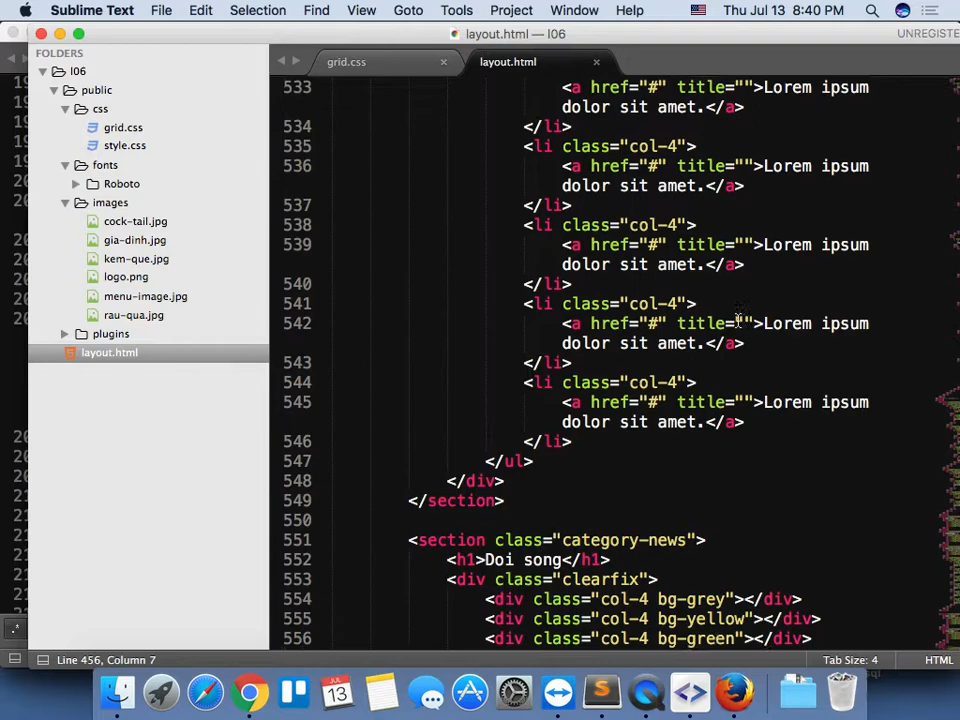 Sublime Text File Edit Selection Find Goto Tools Project Window Help Thu Jul 13 8:40 PM
layout.html — l06
UNREGISTE
FOLDERS
l06
public
css
grid.css
style.css
fonts
Roboto
images
cock-tail.jpg
gia-dinh.jpg
kem-que.jpg
logo.png
menu-image.jpg
rau-qua.jpg
plugins
layout.html
grid.css × layout.html ×
533 <a href="#" title="">Lorem ipsum
dolor sit amet.</a>
534 </li>
535 <li class="col-4">
536 <a href="#" title="">Lorem ipsum
dolor sit amet.</a>
537 </li>
538 <li class="col-4">
539 <a href="#" title="">Lorem ipsum
dolor sit amet.</a>
540 </li>
541 <li class="col-4">
542 <a href="#" title="">Lorem ipsum
dolor sit amet.</a>
543 </li>
544 <li class="col-4">
545 <a href="#" title="">Lorem ipsum
dolor sit amet.</a>
546 </li>
547 </ul>
548 </div>
549 </section>
550
551 <section class="category-news">
552 <h1>Doi song</h1>
553 <div class="clearfix">
554 <div class="col-4 bg-grey"></div>
555 <div class="col-4 bg-yellow"></div>
556 <div class="col-4 bg-green"></div>
Line 456, Column 7
Tab Size: 4
HTML
JUL
13